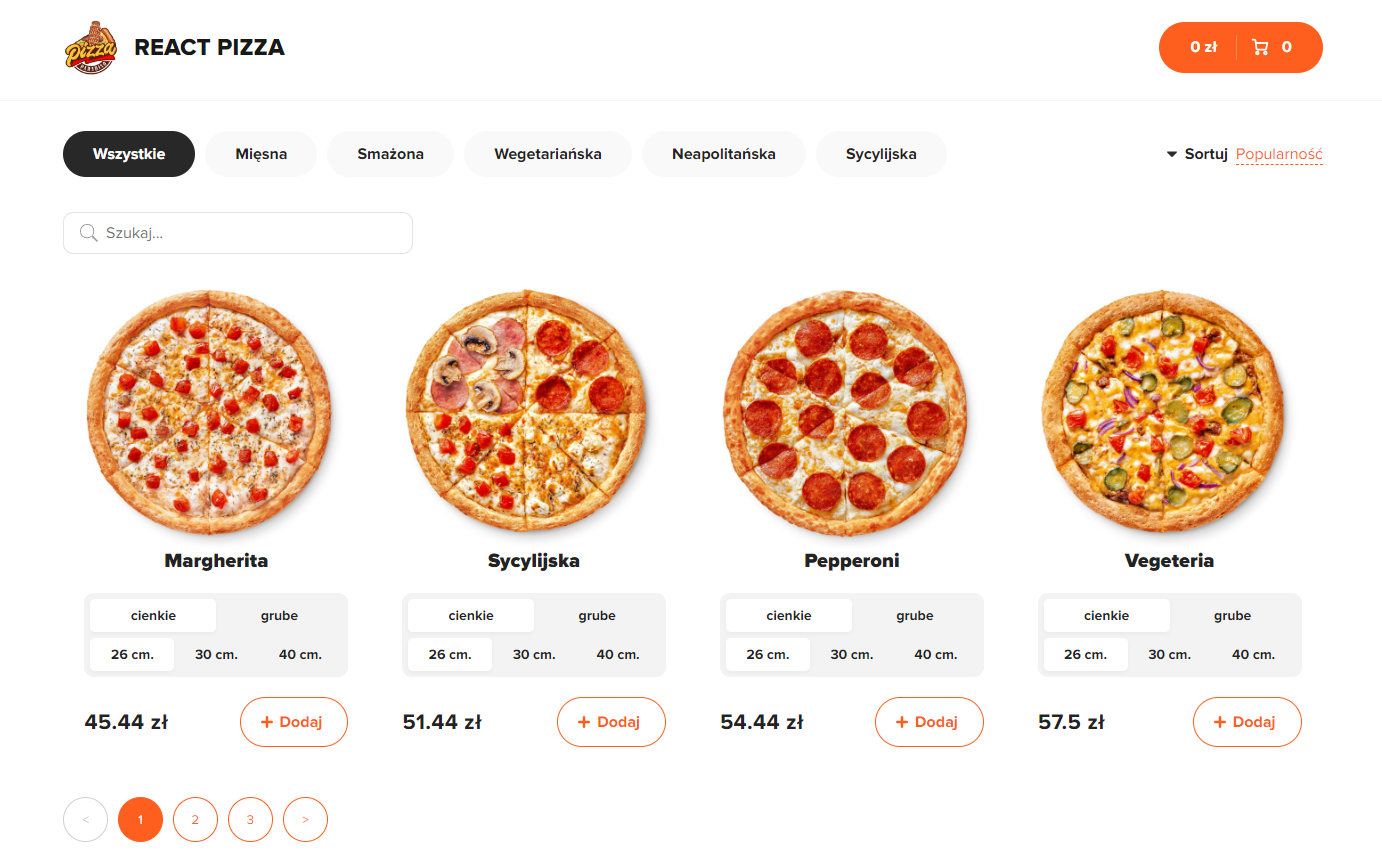 Pizza
REACT PIZZA
0 zł 0
Wszystkie Mięsna Smażona Wegetariańska Neapolitańska Sycylijska
Sortuj Popularność
Szukaj...
Margherita Sycylijska Pepperoni Vegeteria
cienkie grube cienkie grube cienkie grube cienkie grube
26 cm. 30 cm. 40 cm. 26 cm. 30 cm. 40 cm. 26 cm. 30 cm. 40 cm. 26 cm. 30 cm. 40 cm.
45.44 zł + Dodaj 51.44 zł + Dodaj 54.44 zł + Dodaj 57.5 zł + Dodaj
< 1 2 3 >